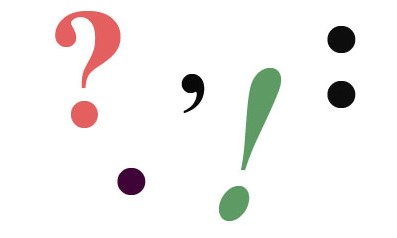 ? , ! :
.